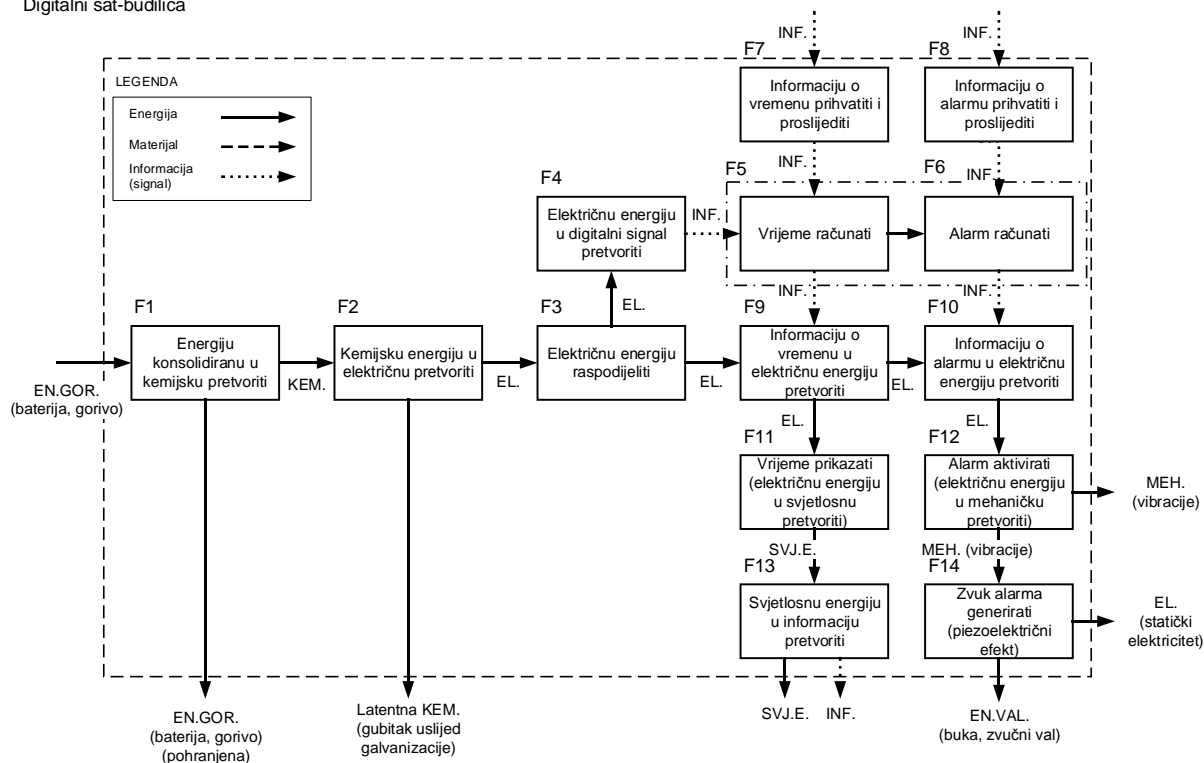 Digitalni sat-budilica
INF.
INF.
F7
F8
LEGENDA
Energija
Materijal
Informacija
(signal)
Informaciju o
vremenu prihvatiti i
proslijediti
Informaciju o
alarmu prihvatiti i
proslijediti
INF.
INF.
F4
F5
F6
Električnu energiju
u digitalni signal
pretvoriti
INF.
Vrijeme računati
Alarm računati
EL.
INF.
INF.
F1
F2
F3
F9
F10
Energiju
konsolidiranu u
kemijsku pretvoriti
Kemijsku energiju u
električnu pretvoriti
Električnu energiju
raspodijeliti
Informaciju o
vremenu u
električnu energiju
pretvoriti
Informaciju o
alarmu u električnu
energiju pretvoriti
EN.GOR.
(baterija, gorivo)
KEM.
EL.
EL.
EL.
EL.
EL.
F11
F12
Vrijeme prikazati
(električnu energiju
u svjetlosnu
pretvoriti)
Alarm aktivirati
(električnu energiju
u mehaničku
pretvoriti)
MEH.
(vibracije)
SVJ.E.
MEH. (vibracije)
F13
F14
Svjetlosnu energiju
u informaciju
pretvoriti
Zvuk alarma
generirati
(piezoelektrični
efekt)
EL.
(statički
elektricitet)
EN.GOR.
(baterija, gorivo)
(pohranjena)
Latentna KEM.
(gubitak uslijed
galvanizacije)
SVJ.E.
INF.
EN.VAL.
(buka, zvučni val)